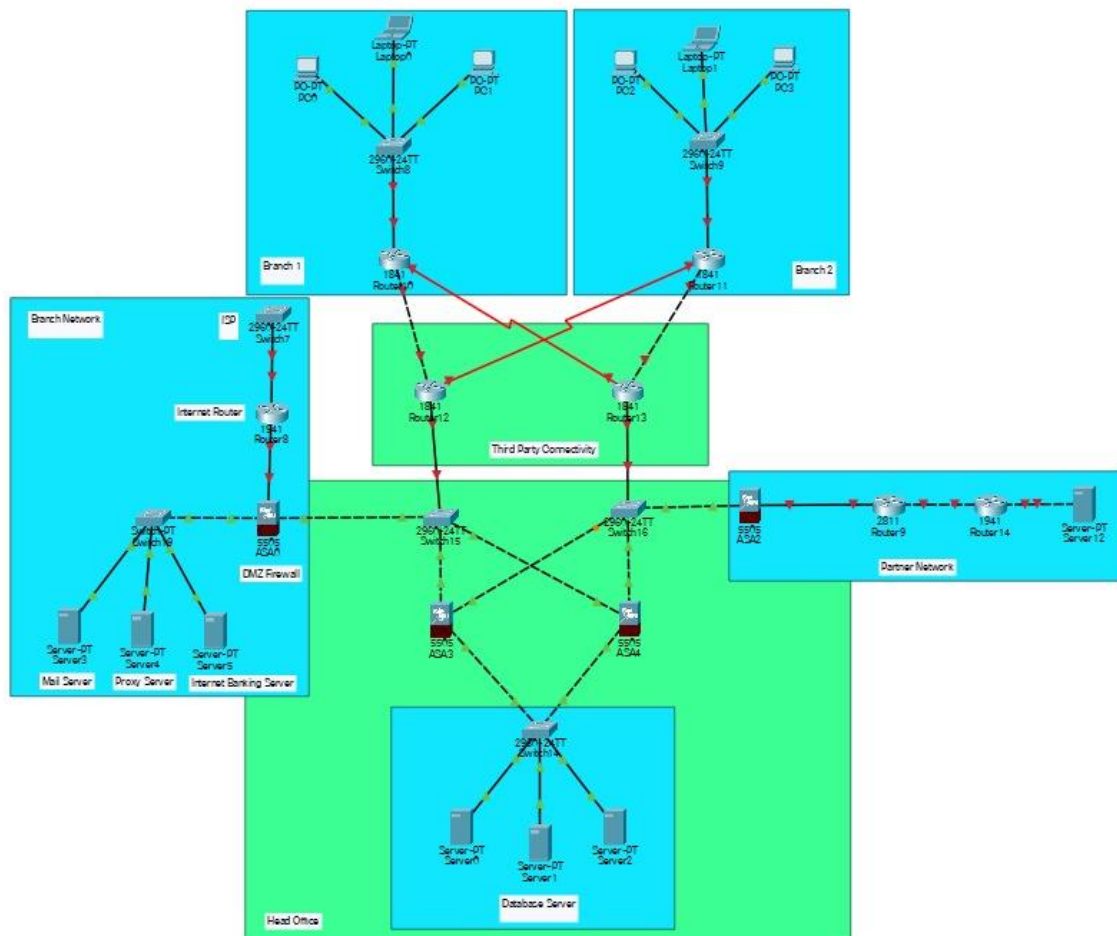 Laptop-PT
Laptop0
PC-PT
PC0
PC-PT
PC1
2960-24TT
Switch8
Branch 1
1841
Laptop-PT
Laptop1
PC-PT
PC2
PC-PT
PC3
2960-24TT
Switch9
1841
Router11
Branch 2
Branch Network
ISP
2960-24TT
Switch7
Internet Router
1941
Router8
Switch-PT
5505
DMZ Firewall
Server-PT
Server3
Server-PT
Server4
Server-PT
Server5
Mail Server
Proxy Server
Internet Banking Server
1841
Router12
1841
Router13
Third Party Connectivity
2960-24TT
Switch15
2960-24TT
Switch16
5505
ASA2
2811
Router9
1941
Router14
Server-PT
Server12
Partner Network
5505
ASA3
5505
ASA4
2960-24TT
Switch14
Server-PT
Server0
Server-PT
Server1
Server-PT
Server2
Database Server
Head Office